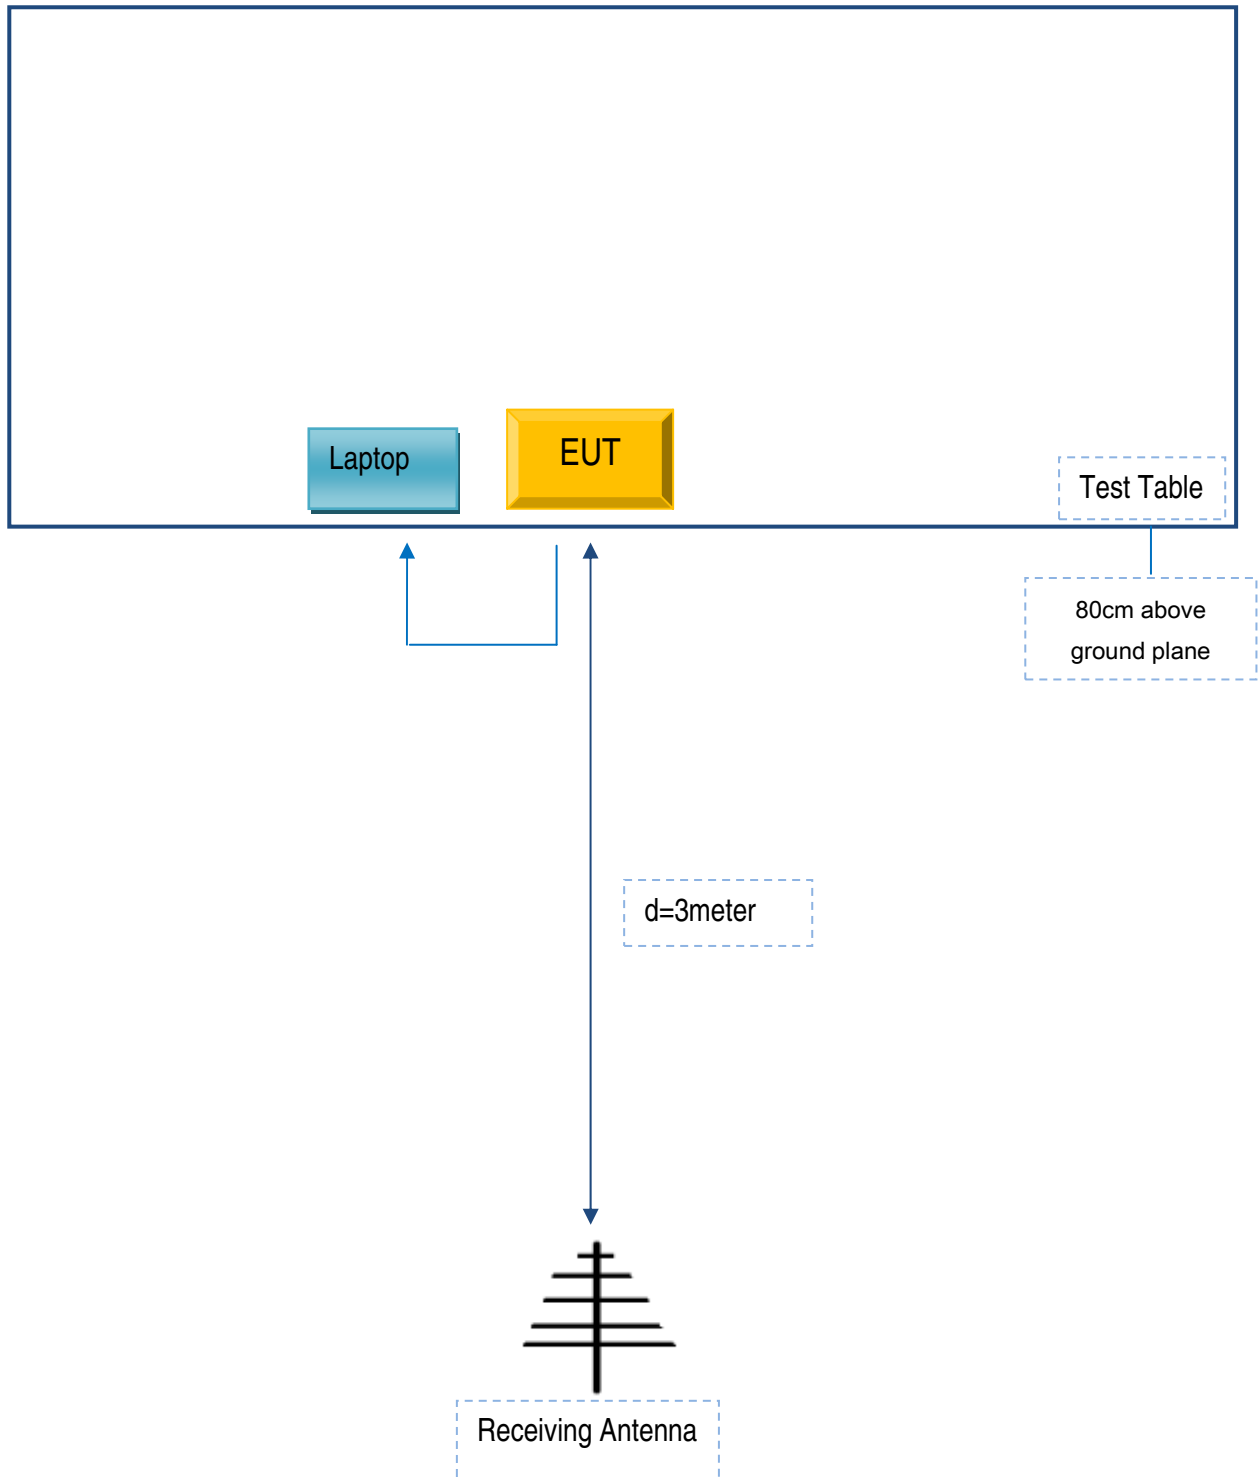 Laptop
EUT
Test Table
80cm above
ground plane
d=3meter
Receiving Antenna